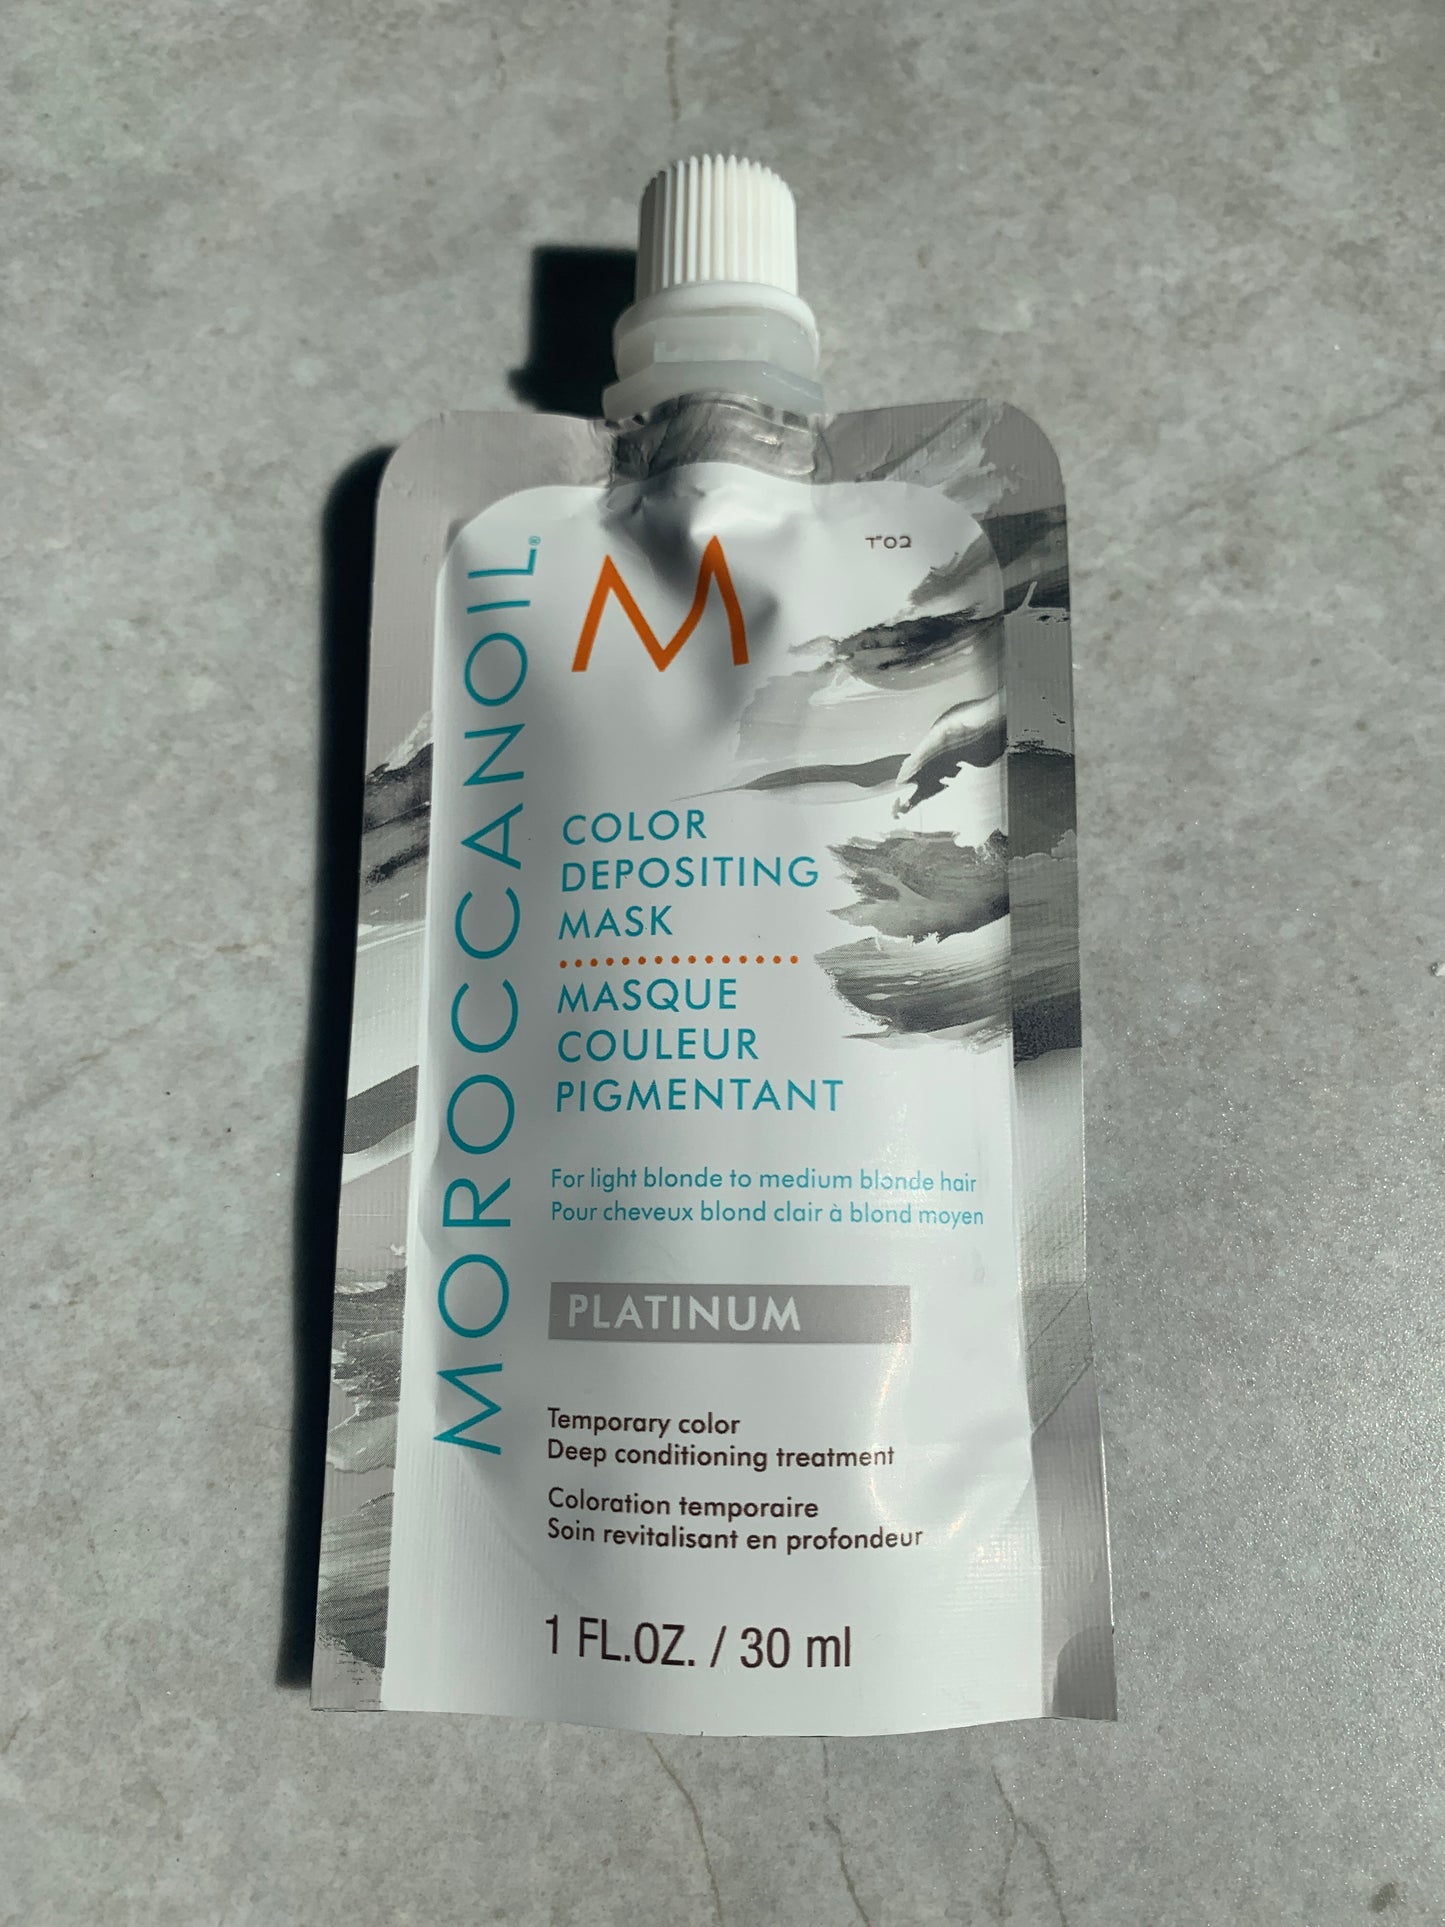 MOROCCANOIL®
M
COLOR
DEPOSITING
MASK
MASQUE
COULEUR
PIGMENTANT
For light blonde to medium blonde hair
Pour cheveux blond clair à blond moyen
PLATINUM
Temporary color
Deep conditioning treatment
Coloration temporaire
Soin revitalisant en profondeur
1 FL.OZ. / 30 ml